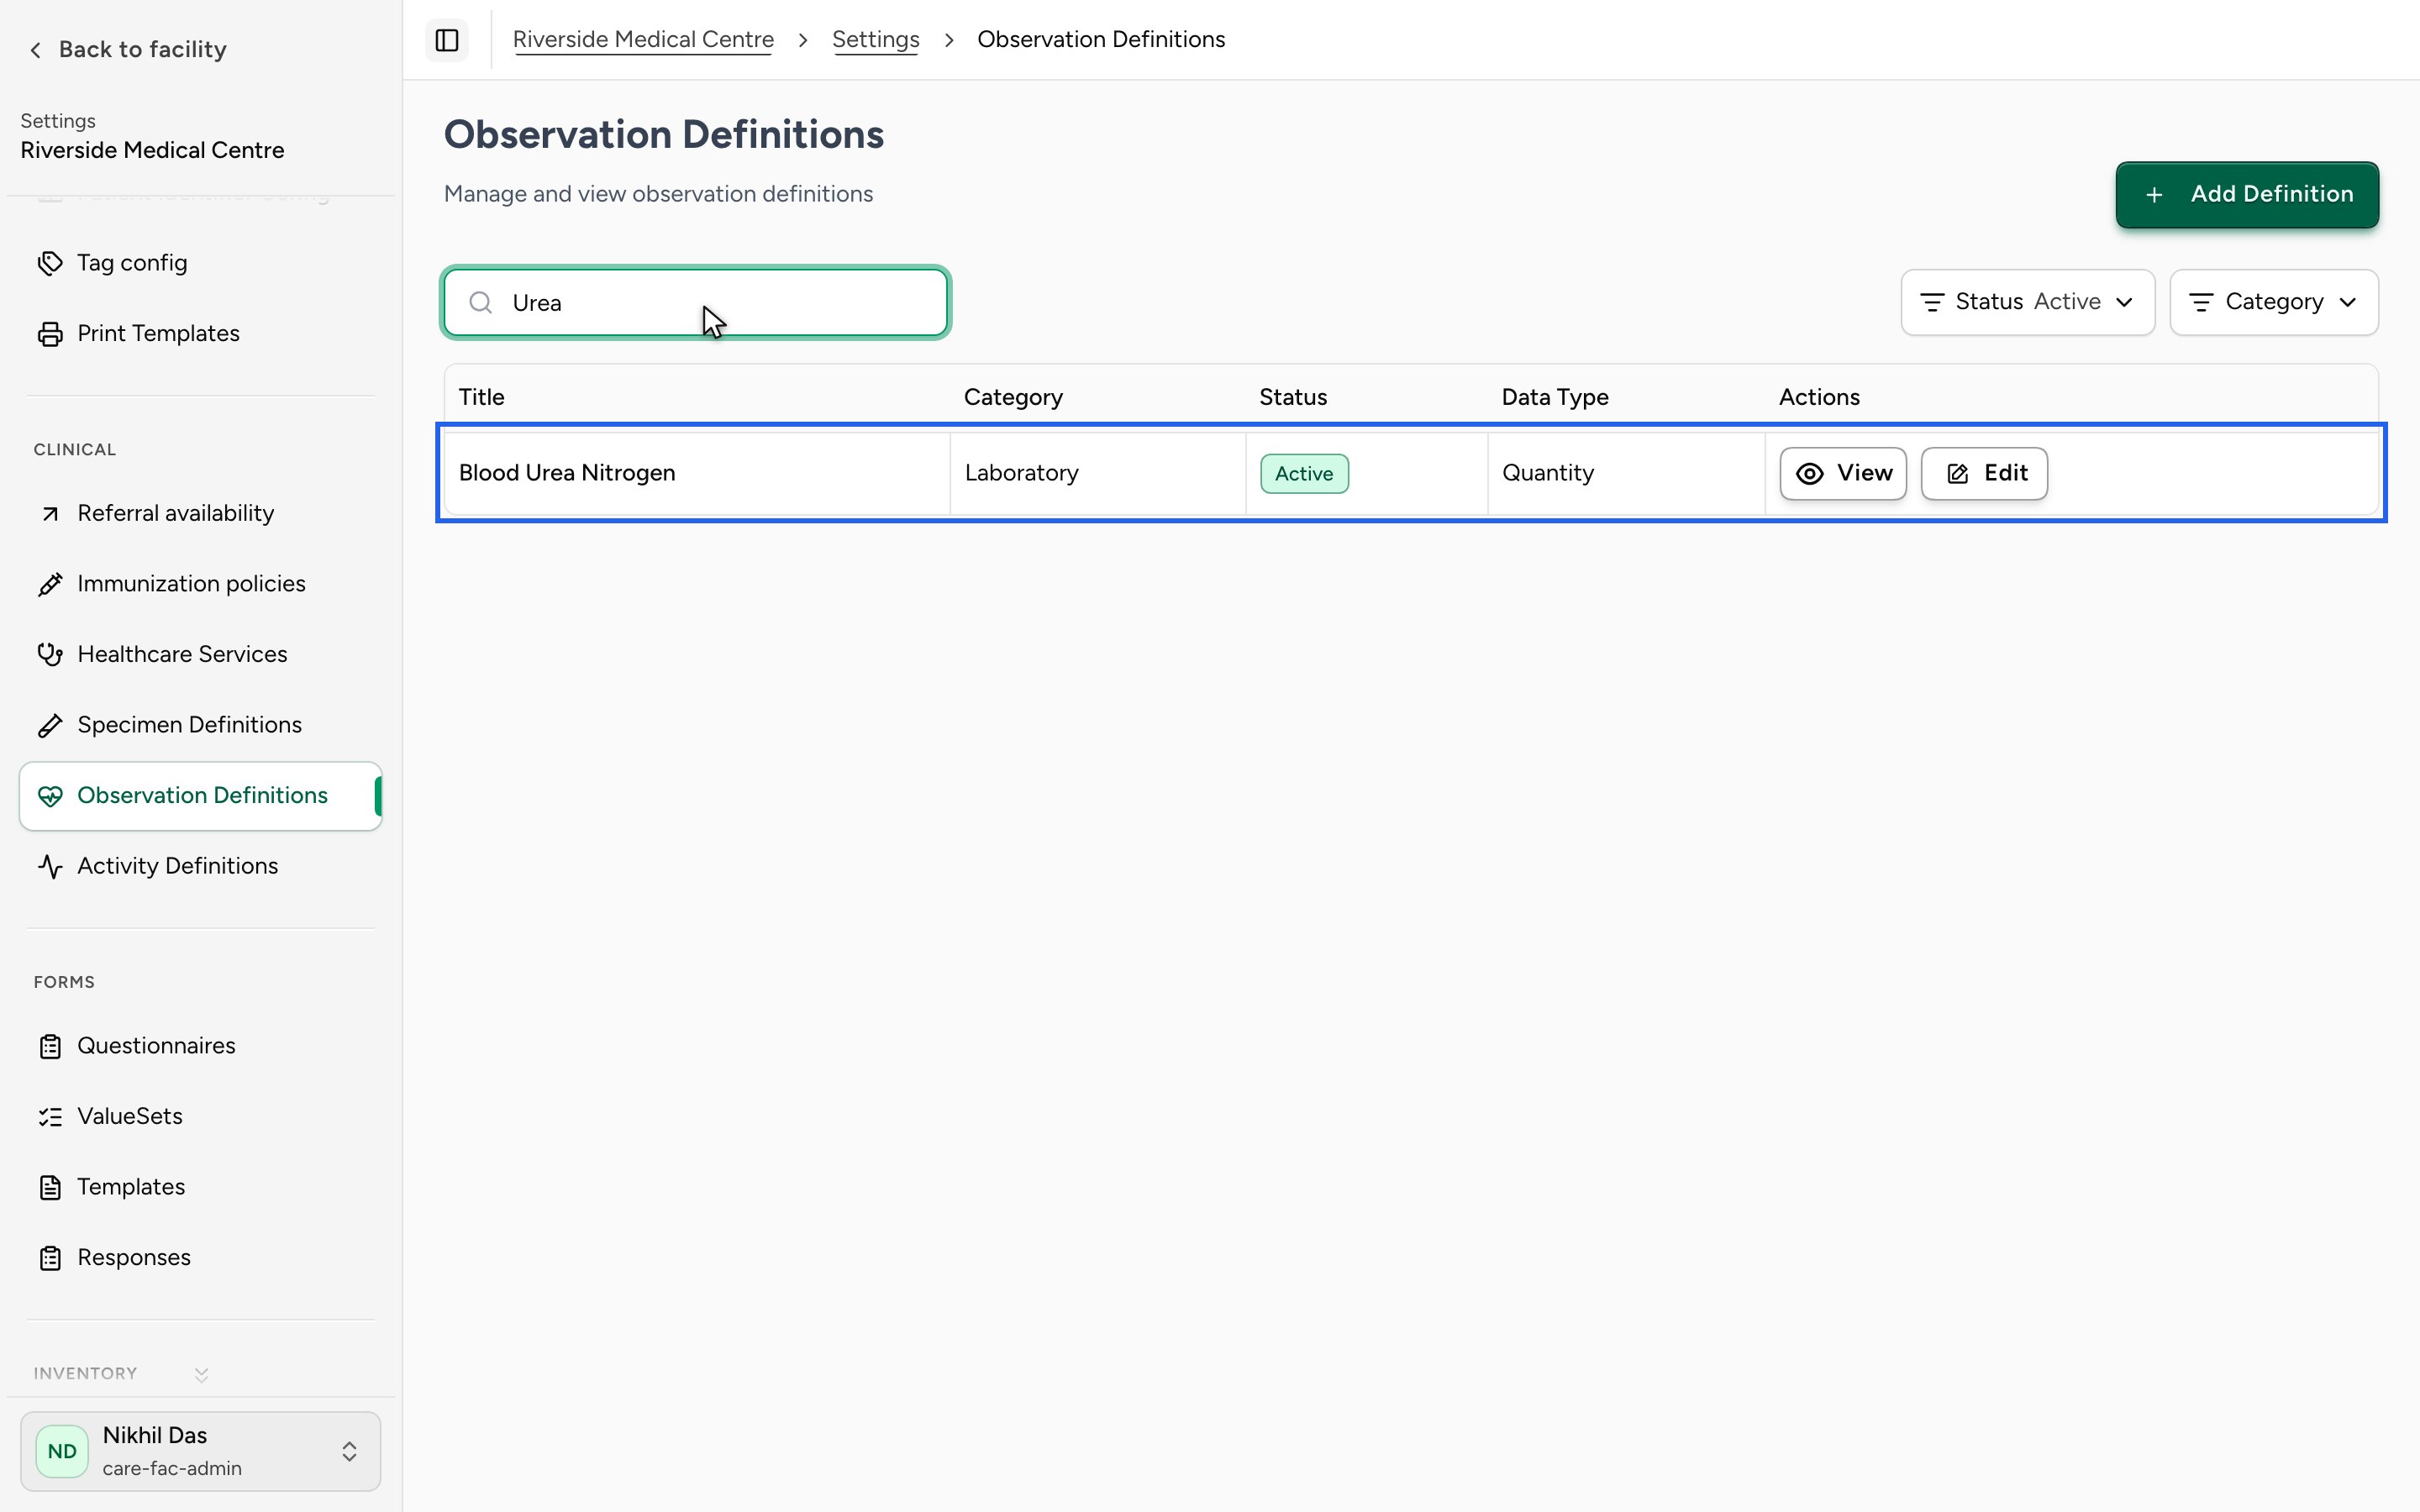 Back to facility
Settings
Riverside Medical Centre
Tag config
Print Templates
CLINICAL
Referral availability
Immunization policies
Healthcare Services
Specimen Definitions
Observation Definitions
Activity Definitions
FORMS
Questionnaires
ValueSets
Templates
Responses
INVENTORY
ND
Nikhil Das
care-fac-admin
Riverside Medical Centre > Settings > Observation Definitions
Observation Definitions
Manage and view observation definitions
+ Add Definition
Urea
Status Active
Category
Title Category Status Data Type Actions
Blood Urea Nitrogen Laboratory Active Quantity View Edit